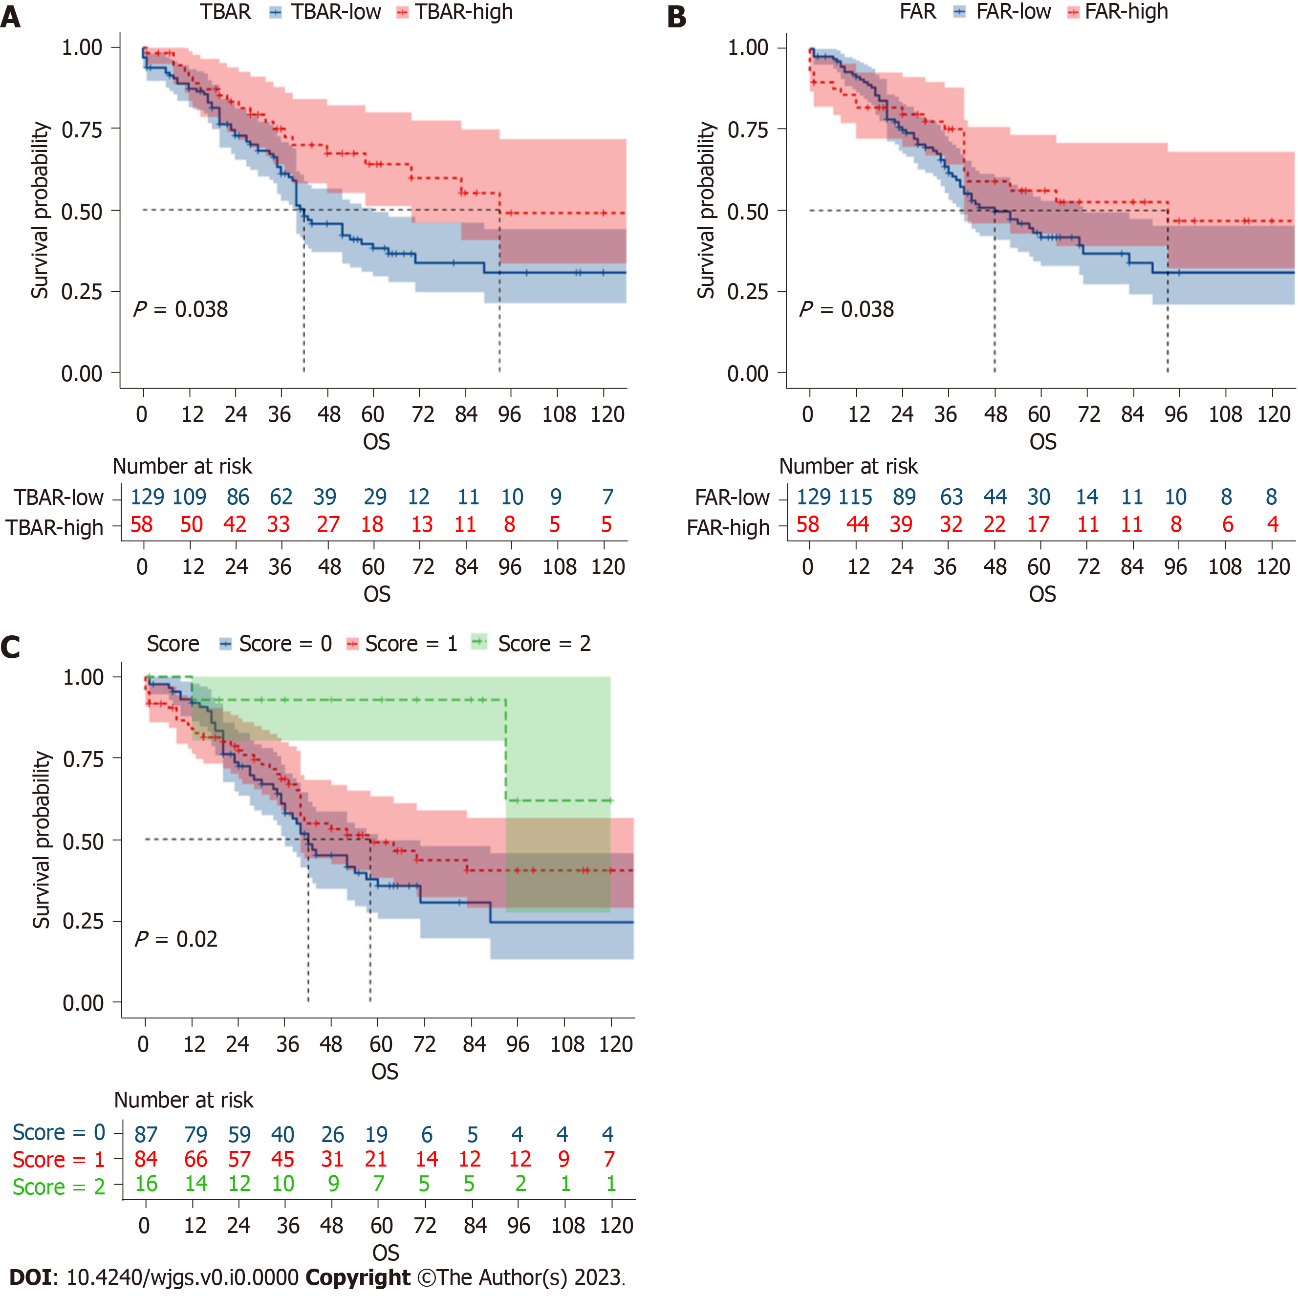 A
TBAR TBAR-low TBAR-high
1.00
0.75
0.50
0.25
0.00
Survival probability
P = 0.038
0 12 24 36 48 60 72 84 96 108 120
OS
Number at risk
TBAR-low 129 109 86 62 39 29 12 11 10 9 7
TBAR-high 58 50 42 33 27 18 13 11 8 5 5
0 12 24 36 48 60 72 84 96 108 120
OS
B
FAR FAR-low FAR-high
1.00
0.75
0.50
0.25
0.00
Survival probability
P = 0.038
0 12 24 36 48 60 72 84 96 108 120
OS
Number at risk
FAR-low 129 115 89 63 44 30 14 11 10 8 8
FAR-high 58 44 39 32 22 17 11 11 8 6 4
0 12 24 36 48 60 72 84 96 108 120
OS
C
Score Score = 0 Score = 1 Score = 2
1.00
0.75
0.50
0.25
0.00
Survival probability
P = 0.02
0 12 24 36 48 60 72 84 96 108 120
OS
Number at risk
Score = 0 87 79 59 40 26 19 6 5 4 4 4
Score = 1 84 66 57 45 31 21 14 12 12 9 7
Score = 2 16 14 12 10 9 7 5 5 2 1 1
0 12 24 36 48 60 72 84 96 108 120
OS
DOI: 10.4240/wjgs.v0.i0.0000 Copyright ©The Author(s) 2023.